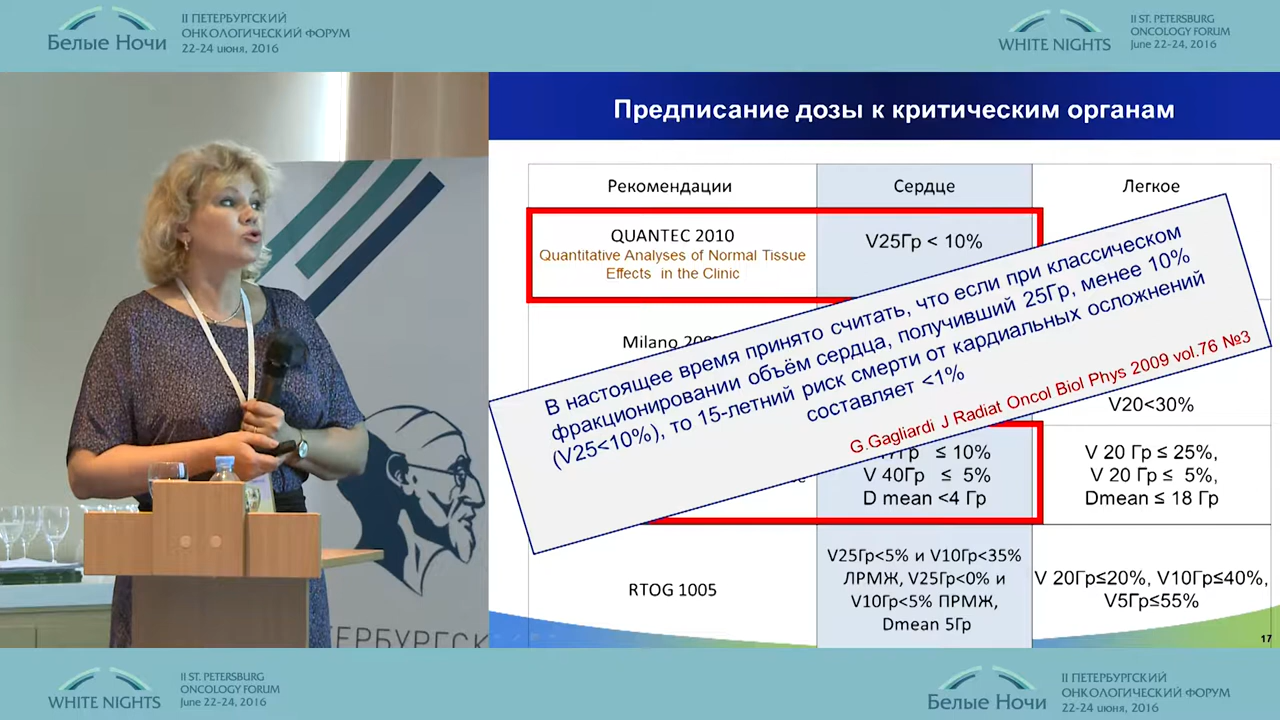 Белые Ночи
II ПЕТЕРБУРГСКИЙ
ОНКОЛОГИЧЕСКИЙ ФОРУМ
22-24 июня, 2016
WHITE NIGHTS
II ST. PETERSBURG
ONCOLOGY FORUM
June 22-24, 2016
Предписание дозы к критическим органам
Рекомендации
Сердце
Легкое
QUANTEC 2010
Quantitative Analyses of Normal Tissue
Effects in the Clinic
V25Гр < 10%
Milano
В настоящее время принято считать, что если при классическом
фракционировании объём сердца, получивший 25Гр, менее 10%
(V25<10%), то 15-летний риск смерти от кардиальных осложнений
составляет <1%
G.Gagliardi J Radiat Oncol Biol Phys 2009 vol.76 №3
V20<30%
≤ 10%
V 40Гр ≤ 5%
D mean <4 Гр
V 20 Гр ≤ 25%,
V 20 Гр ≤ 5%,
Dmean ≤ 18 Гр
RTOG 1005
V25Гр<5% и V10Гр<35%
ЛРМЖ, V25Гр<0% и
V10Гр<5% ПРМЖ,
Dmean 5Гр
V 20Гр≤20%, V10Гр≤40%,
V5Гр≤55%
17
ТЕРБУРГСК
WHITE NIGHTS
II ST. PETERSBURG
ONCOLOGY FORUM
June 22-24, 2016
Белые Ночи
II ПЕТЕРБУРГСКИЙ
ОНКОЛОГИЧЕСКИЙ ФОРУМ
22-24 июня, 2016